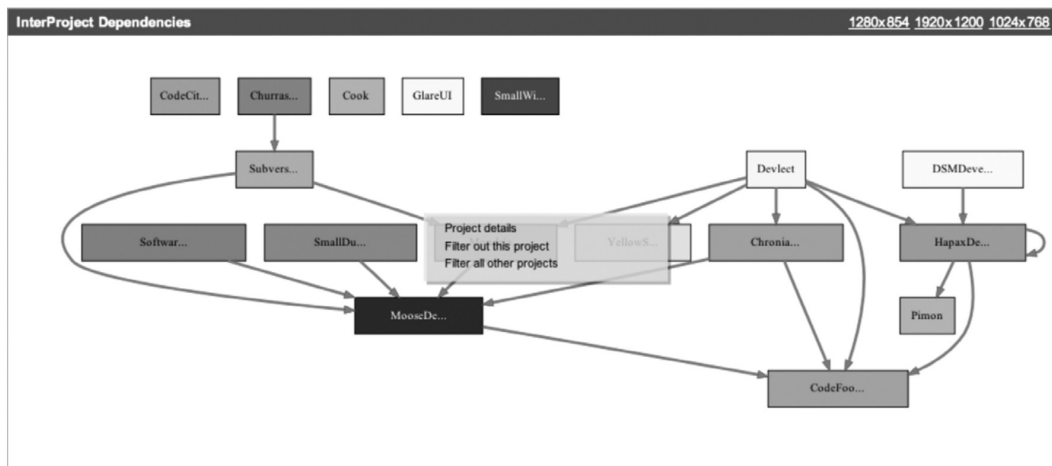 InterProject Dependencies
1280x854 1920x1200 1024x768
CodeCit...
Churras...
Cook
GlareUI
SmallWi...
Subvers...
Devlect
DSMDeve...
Project details
Filter out this project
Filter all other projects
Softwar...
SmallDu...
YellowS...
Chronia...
HapaxDe...
MooseDe...
Pimon
CodeFoo...